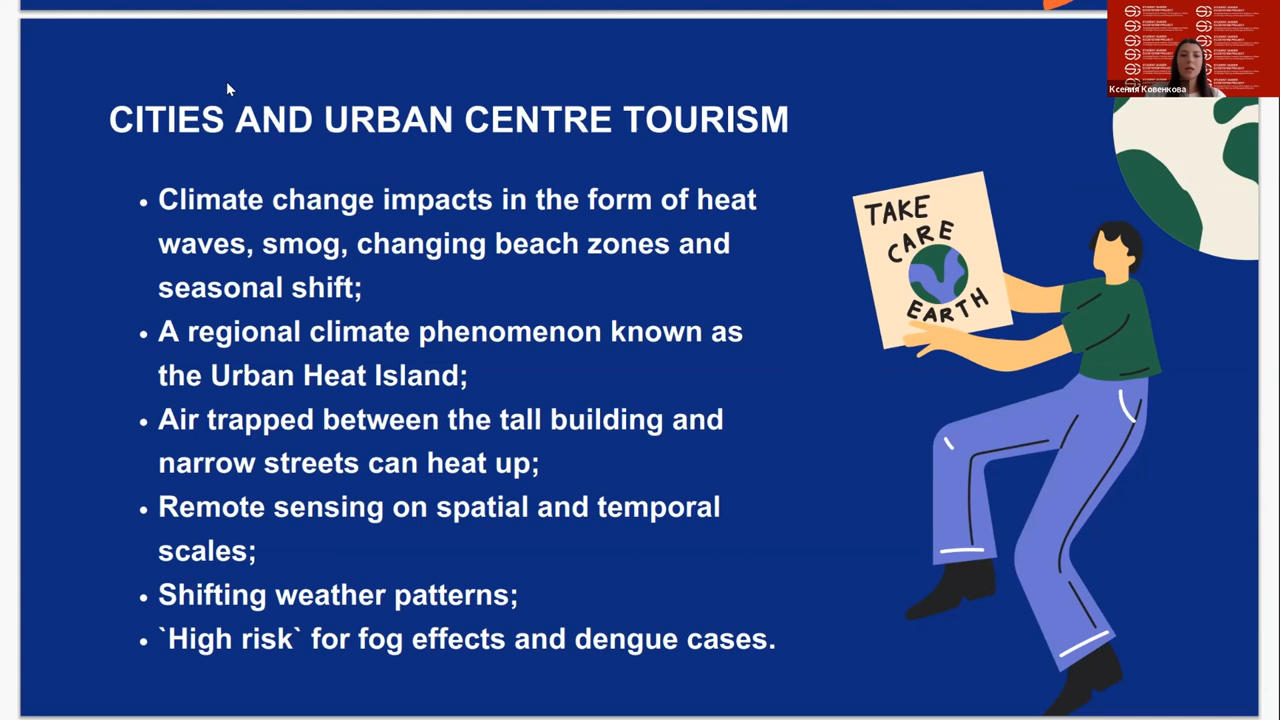 CITIES AND URBAN CENTRE TOURISM
• Climate change impacts in the form of heat
waves, smog, changing beach zones and
seasonal shift;
• A regional climate phenomenon known as
the Urban Heat Island;
• Air trapped between the tall building and
narrow streets can heat up;
• Remote sensing on spatial and temporal
scales;
• Shifting weather patterns;
• `High risk` for fog effects and dengue cases.
TAKE
CARE
EARTH
Ксения Ковенкова